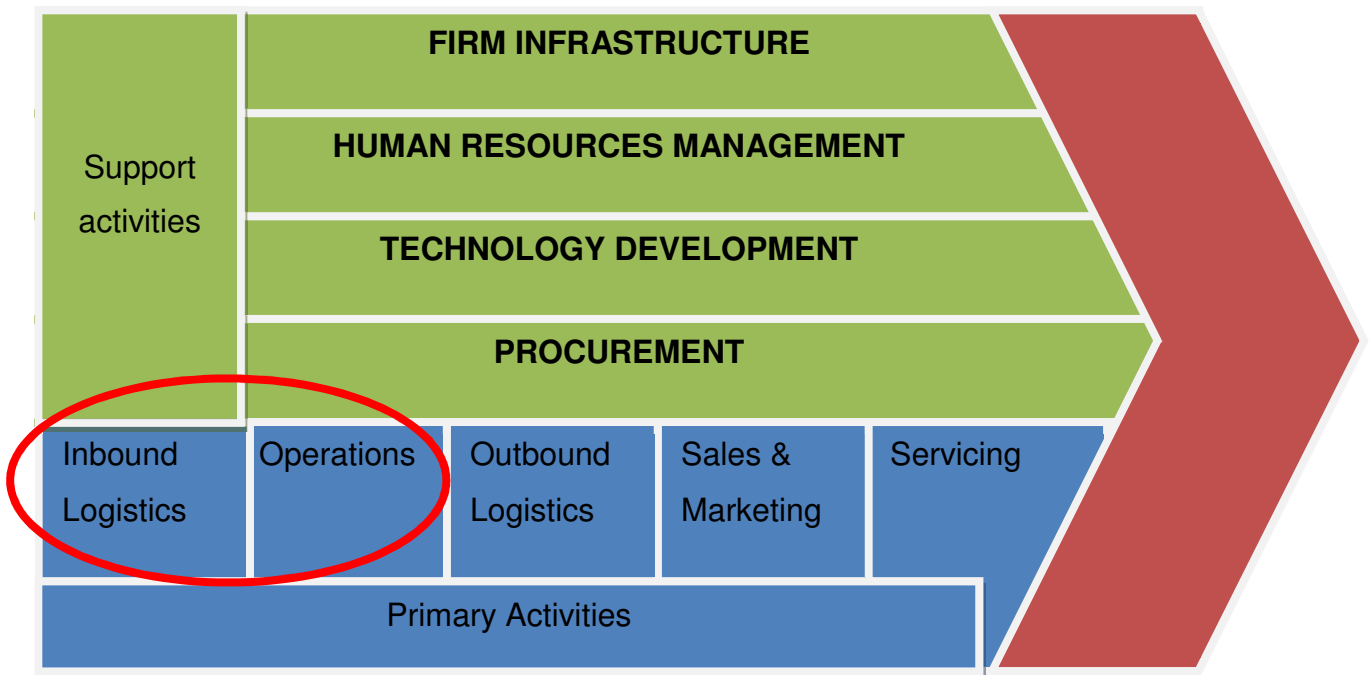 FIRM INFRASTRUCTURE
HUMAN RESOURCES MANAGEMENT
Support
activities
TECHNOLOGY DEVELOPMENT
PROCUREMENT
Inbound
Logistics
Operations
Outbound
Logistics
Sales &
Marketing
Servicing
Primary Activities